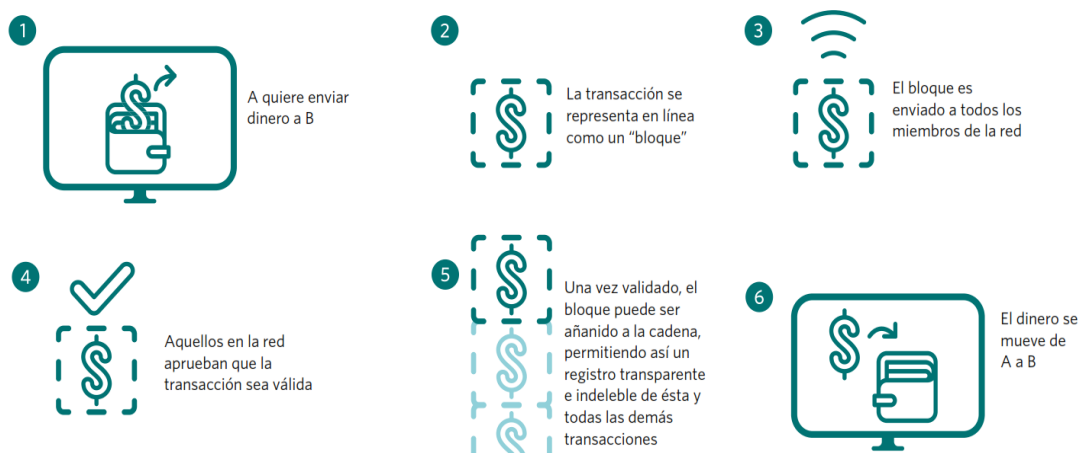 1
A quiere enviar
dinero a B
2
La transacción se
representa en línea
como un “bloque”
3
El bloque es
enviado a todos los
miembros de la red
4
Aquellos en la red
aprueban que la
transacción sea válida
5
Una vez validado, el
bloque puede ser
añadido a la cadena,
permitiendo así un
registro transparente
e indeleble de ésta y
todas las demás
transacciones
6
El dinero se
mueve de
A a B